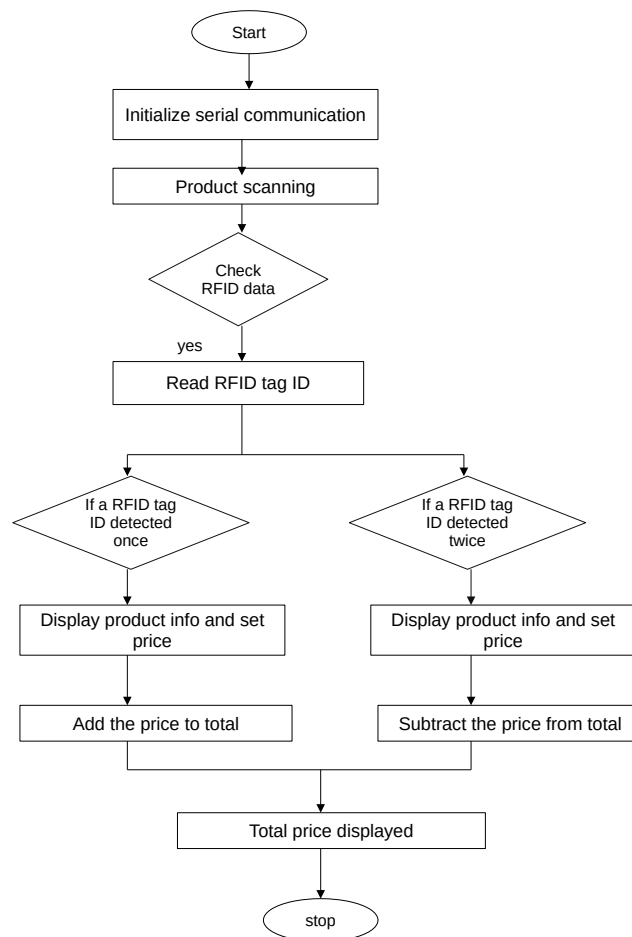 Start
Initialize serial communication
Product scanning
Check
RFID data
yes
Read RFID tag ID
If a RFID tag
ID detected
once
If a RFID tag
ID detected
twice
Display product info and set
price
Display product info and set
price
Add the price to total
Subtract the price from total
Total price displayed
stop